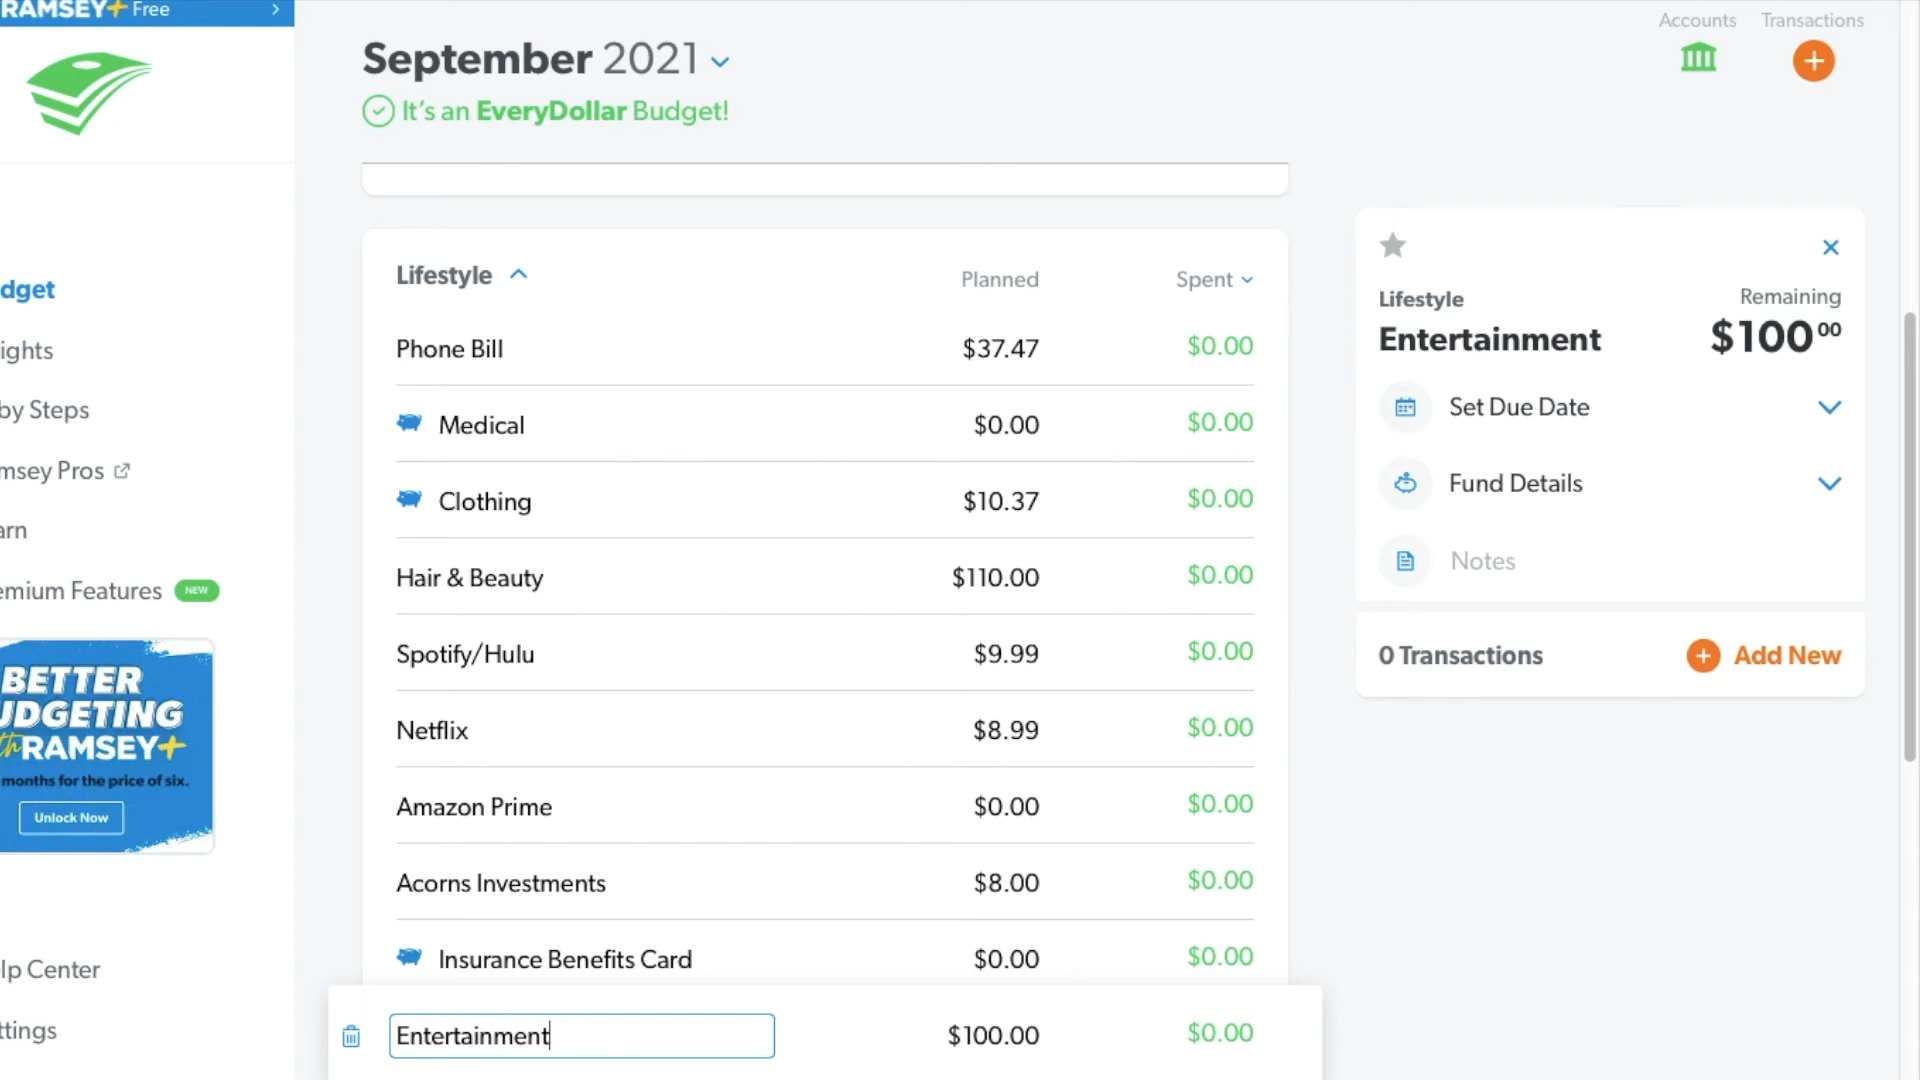 RAMSEY+ Free
Accounts Transactions
September 2021
It's an EveryDollar Budget!
Lifestyle Planned Spent
Phone Bill $37.47 $0.00
Medical $0.00 $0.00
Clothing $10.37 $0.00
Hair & Beauty $110.00 $0.00
Spotify/Hulu $9.99 $0.00
Netflix $8.99 $0.00
Amazon Prime $0.00 $0.00
Acorns Investments $8.00 $0.00
Insurance Benefits Card $0.00 $0.00
Entertainment $100.00 $0.00
dget
ights
by Steps
msey Pros
arn
emium Features NEW
BETTER
UDGETING
th RAMSEY+
months for the price of six.
Unlock Now
lp Center
ttings
Lifestyle Remaining
Entertainment $100 00
Set Due Date
Fund Details
Notes
0 Transactions Add New